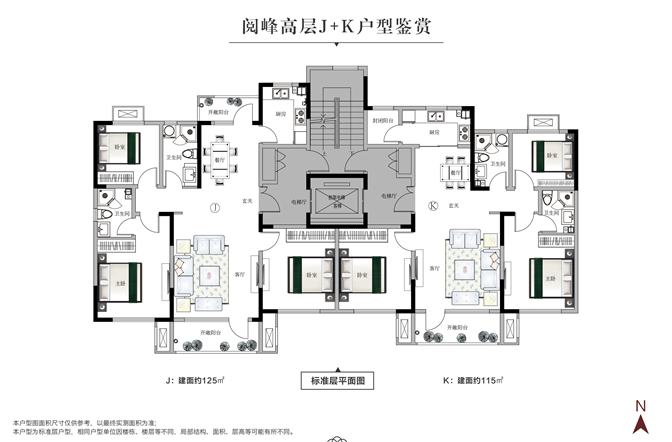 阅峰高层J+K户型鉴赏
开敞阳台
厨房
封闭阳台
厨房
卧室
卫生间
餐厅
餐厅
卫生间
卧室
电梯厅
客梯
电梯厅
卫生间
J
玄关
K
玄关
卫生间
主卧
客厅
卧室
卧室
客厅
主卧
开敞阳台
开敞阳台
J：建面约125㎡
标准层平面图
K：建面约115㎡
N
本户型图面积尺寸仅供参考，以最终实测面积为准；
本户型为标准层户型，相同户型单位因楼栋、楼层等不同，局部结构、面积、层高等可能有所不同。